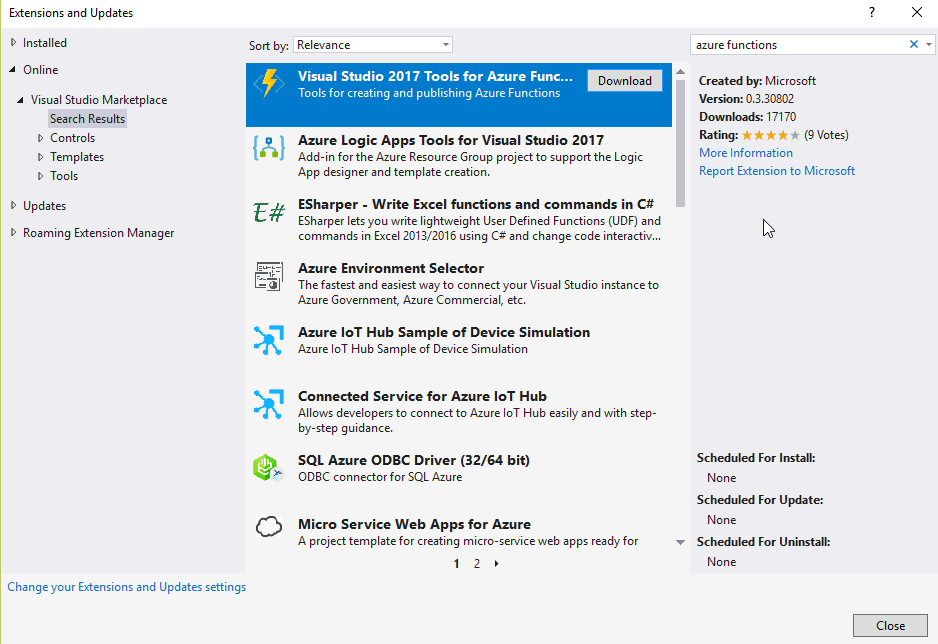 Extensions and Updates
?
Installed
Online
Visual Studio Marketplace
Search Results
Controls
Templates
Tools
Updates
Roaming Extension Manager
Sort by: Relevance
Visual Studio 2017 Tools for Azure Func...
Tools for creating and publishing Azure Functions
Download
Azure Logic Apps Tools for Visual Studio 2017
Add-in for the Azure Resource Group project to support the Logic
App designer and template creation.
E#
ESharper - Write Excel functions and commands in C#
ESharper lets you write lightweight User Defined Functions (UDF) and
commands in Excel 2013/2016 using C# and change code interactiv...
Azure Environment Selector
The fastest and easiest way to connect your Visual Studio instance to
Azure Government, Azure Commercial, etc.
Azure IoT Hub Sample of Device Simulation
Azure IoT Hub Sample of Device Simulation
Connected Service for Azure IoT Hub
Allows developers to connect to Azure IoT Hub easily and with step-
by-step guidance.
SQL Azure ODBC Driver (32/64 bit)
ODBC connector for SQL Azure
Micro Service Web Apps for Azure
A project template for creating micro-service web apps ready for
1 2
azure functions
Created by: Microsoft
Version: 0.3.30802
Downloads: 17170
Rating: ★★★★★ (9 Votes)
More Information
Report Extension to Microsoft
Scheduled For Install:
None
Scheduled For Update:
None
Scheduled For Uninstall:
None
Change your Extensions and Updates settings
Close